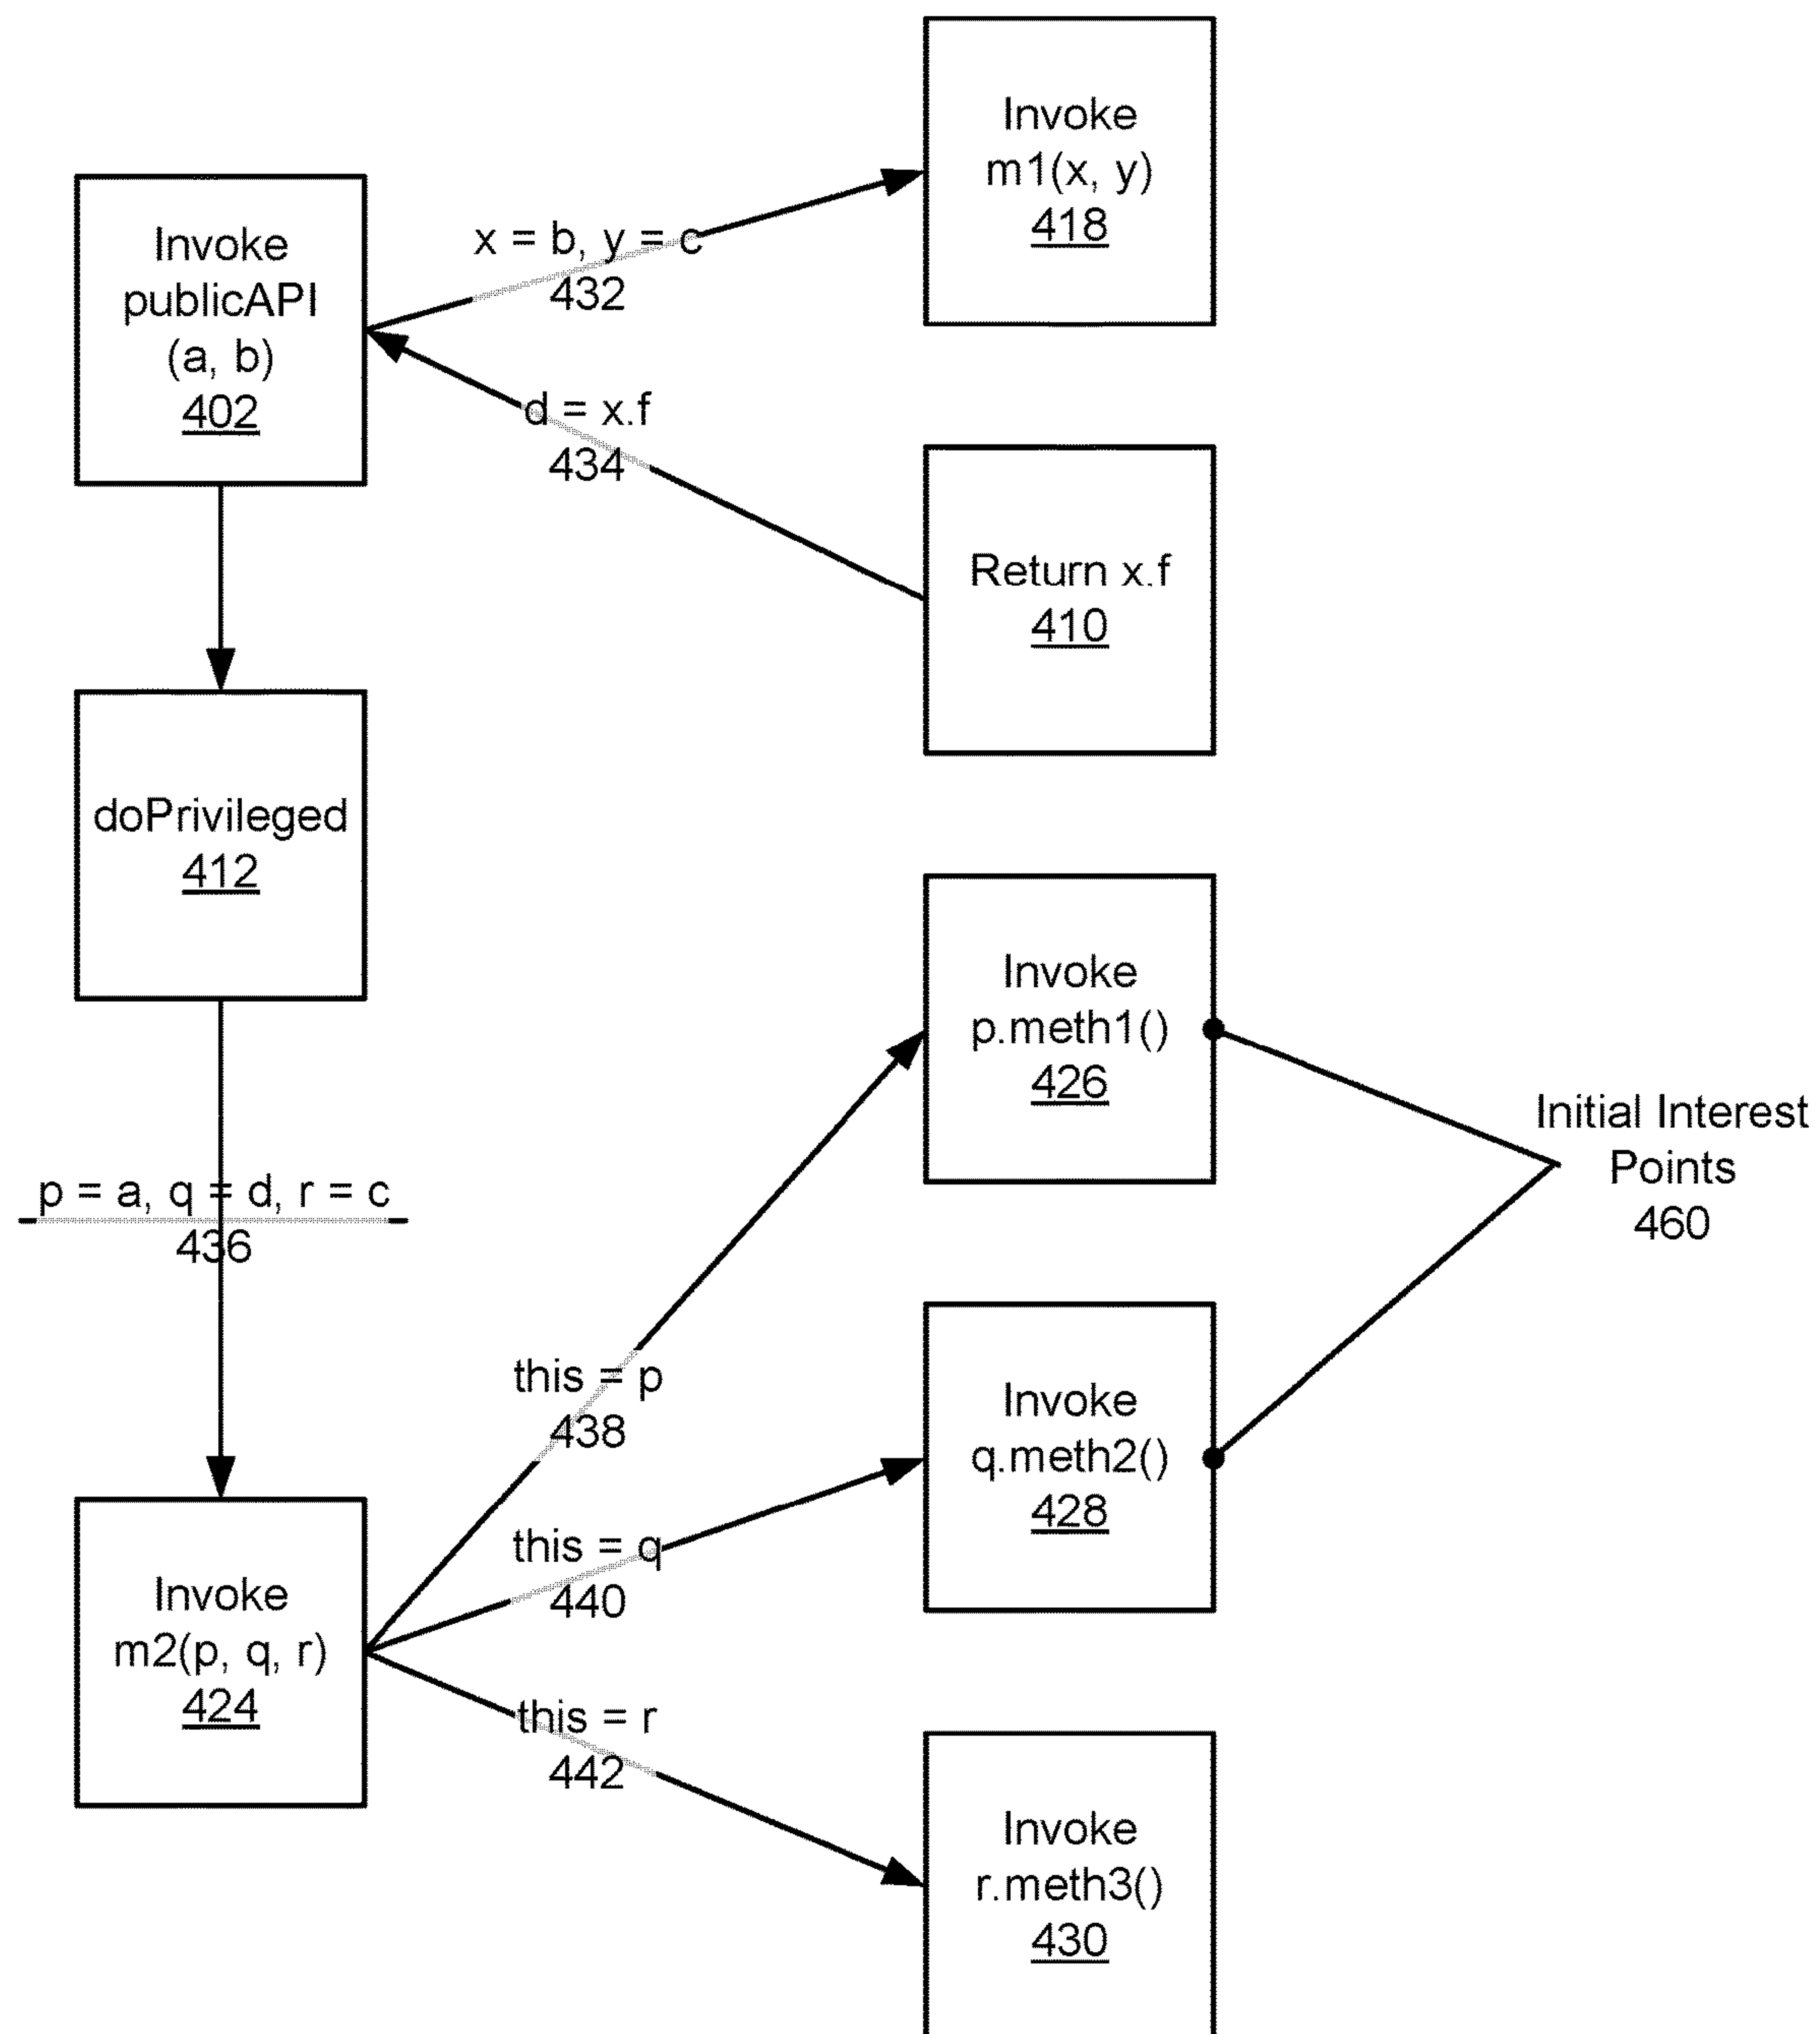 Invoke
m1(x, y)
418
Invoke
publicAPI
(a, b)
402
x = b, y = c
432
d = x.f
434
Return x.f
410
doPrivileged
412
Invoke
p.meth1()
426
Initial Interest
Points
460
p = a, q = d, r = c
436
this = p
438
Invoke
q.meth2()
428
this = q
440
Invoke
m2(p, q, r)
424
this = r
442
Invoke
r.meth3()
430